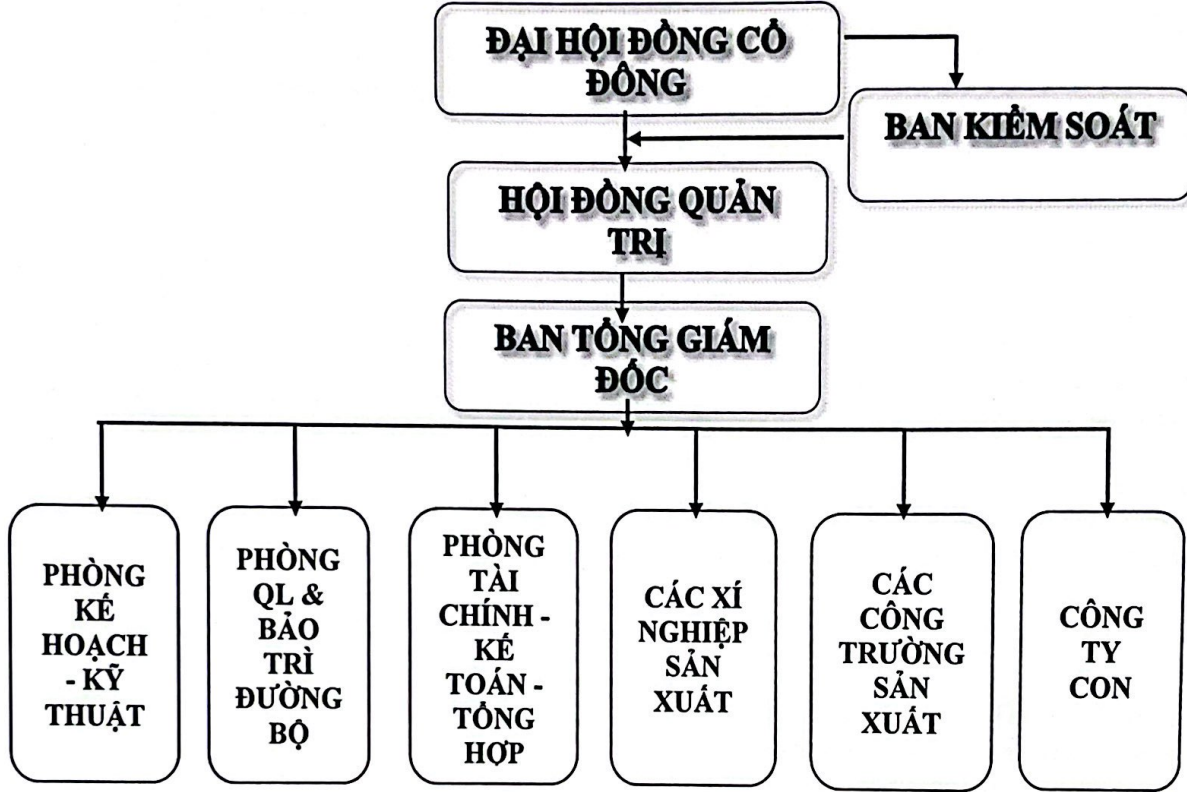 ĐẠI HỘI ĐỒNG CỔ
ĐÔNG
BAN KIỂM SOÁT
HỘI ĐỒNG QUẢN
TRỊ
BAN TỔNG GIÁM
ĐỐC
PHÒNG
KẾ
HOẠCH
- KỸ
THUẬT
PHÒNG
QL &
BẢO
TRÌ
ĐƯỜNG
BỘ
PHÒNG
TÀI
CHÍNH -
KẾ
TOÁN -
TỔNG
HỢP
CÁC XÍ
NGHIỆP
SẢN
XUẤT
CÁC
CÔNG
TRƯỜNG
SẢN
XUẤT
CÔNG
TY
CON